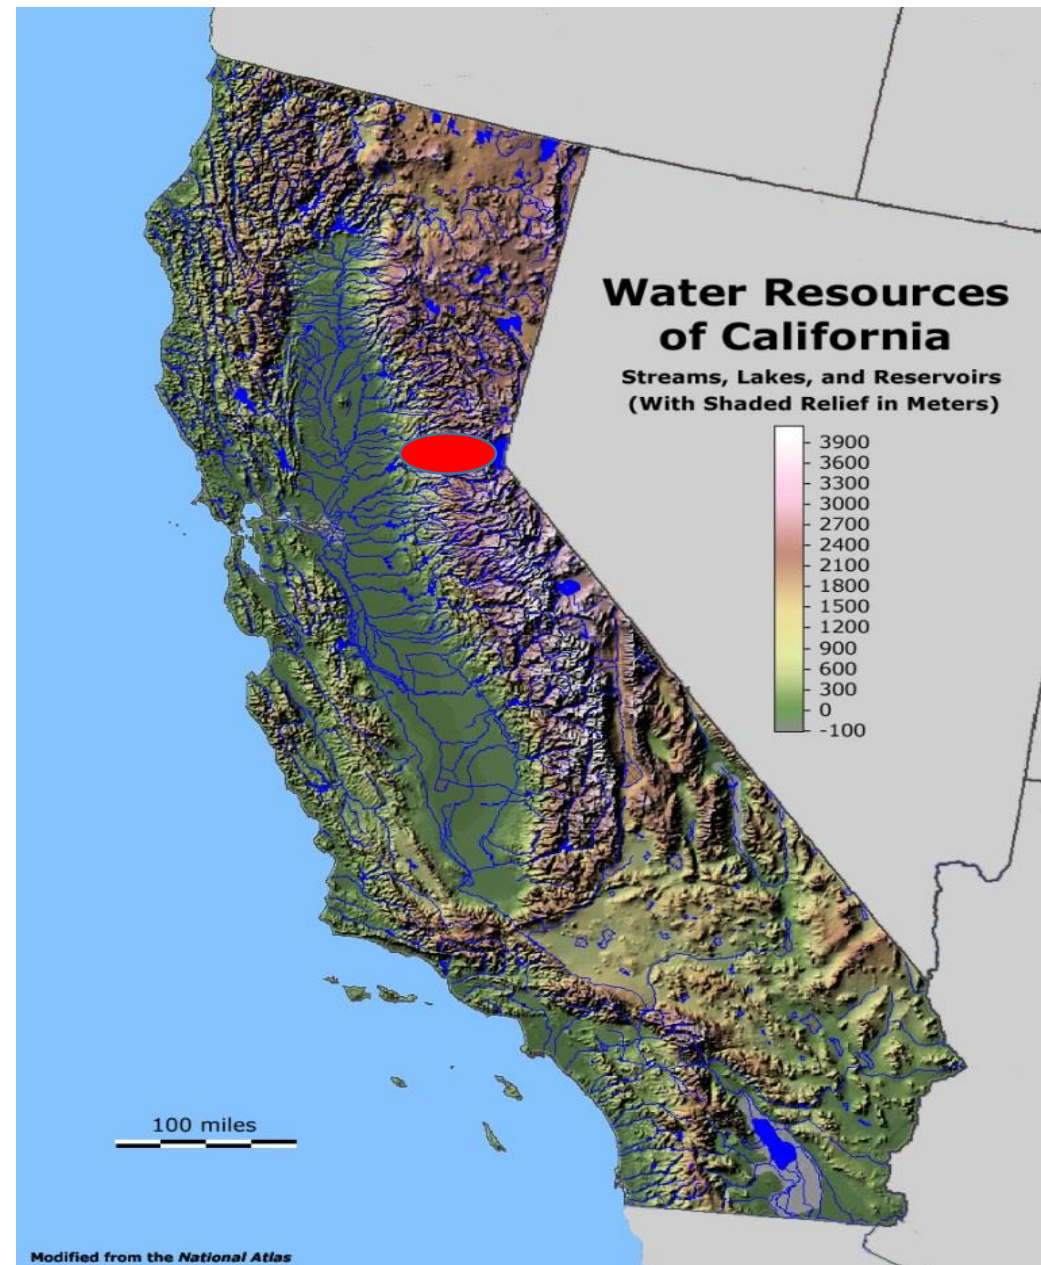 Water Resources
of California
Streams, Lakes, and Reservoirs
(With Shaded Relief in Meters)
3900
3600
3300
3000
2700
2400
2100
1800
1500
1200
900
600
300
0
-100
100 miles
Modified from the National Atlas